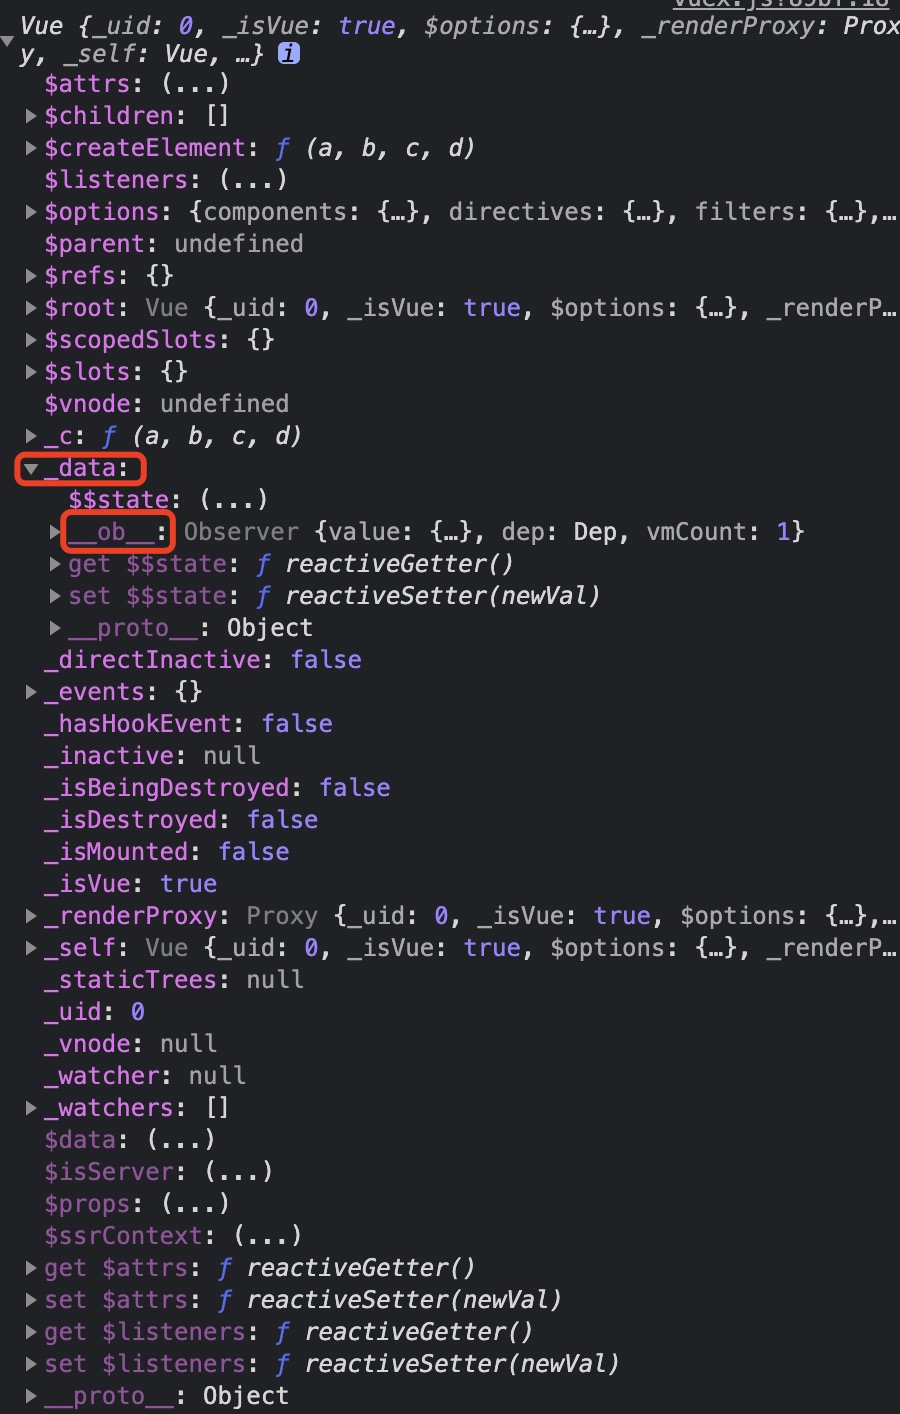 Vue {_uid: 0, _isVue: true, $options: {…}, _renderProxy: Prox
y, _self: Vue, …} i
$attrs: (...)
$children: []
$createElement: ƒ (a, b, c, d)
$listeners: (...)
$options: {components: {…}, directives: {…}, filters: {…},…
$parent: undefined
$refs: {}
$root: Vue {_uid: 0, _isVue: true, $options: {…}, _renderP…
$scopedSlots: {}
$slots: {}
$vnode: undefined
_c: ƒ (a, b, c, d)
_data:
$$state: (...)
__ob__: Observer {value: {…}, dep: Dep, vmCount: 1}
get $$state: ƒ reactiveGetter()
set $$state: ƒ reactiveSetter(newVal)
__proto__: Object
_directInactive: false
_events: {}
_hasHookEvent: false
_inactive: null
_isBeingDestroyed: false
_isDestroyed: false
_isMounted: false
_isVue: true
_renderProxy: Proxy {_uid: 0, _isVue: true, $options: {…},…
_self: Vue {_uid: 0, _isVue: true, $options: {…}, _renderP…
_staticTrees: null
_uid: 0
_vnode: null
_watcher: null
_watchers: []
$data: (...)
$isServer: (...)
$props: (...)
$ssrContext: (...)
get $attrs: ƒ reactiveGetter()
set $attrs: ƒ reactiveSetter(newVal)
get $listeners: ƒ reactiveGetter()
set $listeners: ƒ reactiveSetter(newVal)
__proto__: Object